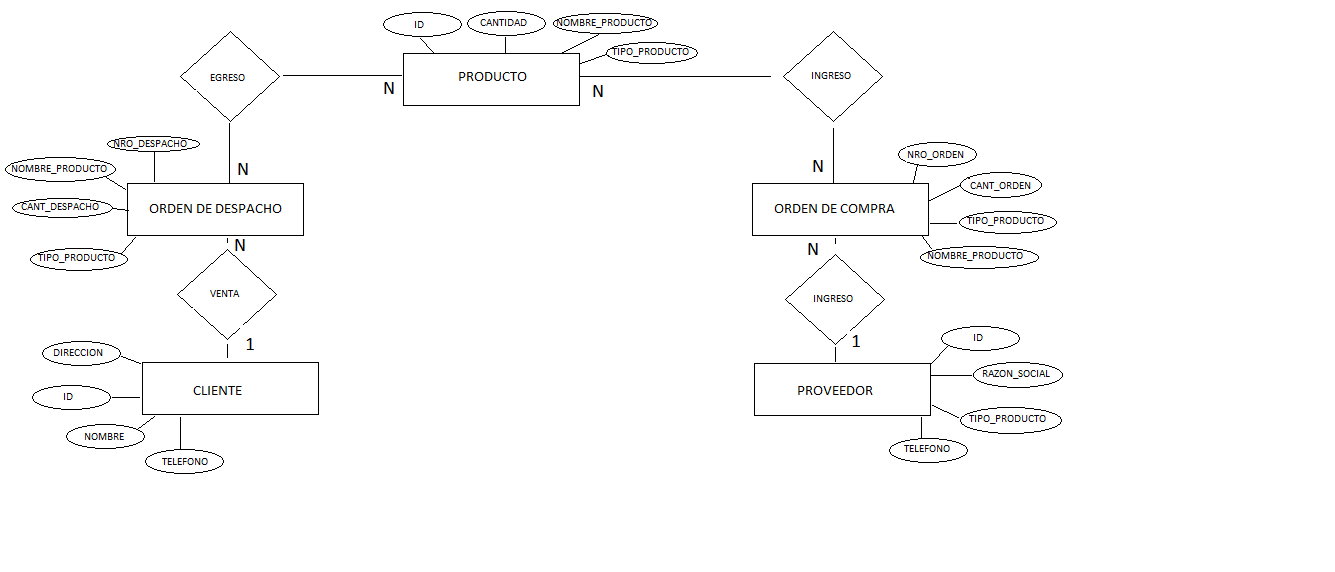 ID
CANTIDAD
NOMBRE_PRODUCTO
TIPO_PRODUCTO
EGRESO
PRODUCTO
INGRESO
N
N
NRO_DESPACHO
NOMBRE_PRODUCTO
N
CANT_DESPACHO
ORDEN DE DESPACHO
TIPO_PRODUCTO
N
NRO_ORDEN
N
CANT_ORDEN
ORDEN DE COMPRA
TIPO_PRODUCTO
N
NOMBRE_PRODUCTO
VENTA
1
INGRESO
1
DIRECCION
ID
CLIENTE
NOMBRE
TELEFONO
ID
RAZON_SOCIAL
PROVEEDOR
TIPO_PRODUCTO
TELEFONO